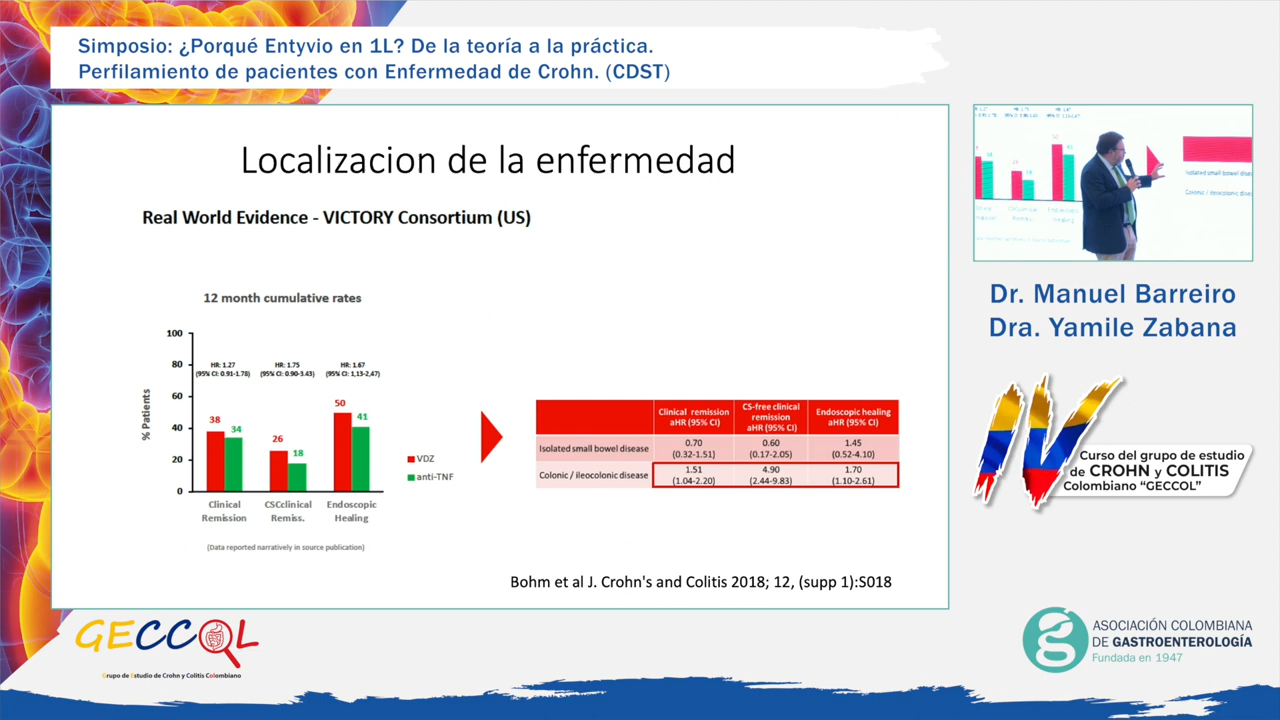 Simposio: ¿Porqué Entyvio en 1L? De la teoría a la práctica.
Perfilamiento de pacientes con Enfermedad de Crohn. (CDST)
Localizacion de la enfermedad
Real World Evidence - VICTORY Consortium (US)
12 month cumulative rates
% Patients
100
80
60
40
20
0
HR: 1.27
(95% CI: 0.91-1.78)
HR: 1.75
(95% CI: 0.90-3.43)
HR: 1.67
(95% CI: 1,13-2,47)
38
34
26
18
50
41
Clinical
Remission
CSCclinical
Remiss.
Endoscopic
Healing
VDZ
anti-TNF
(Data reported narratively in source publication)
Clinical remission
aHR (95% CI)
CS-free clinical
remission
aHR (95% CI)
Endoscopic healing
aHR (95% CI)
Isolated small bowel disease
0.70
(0.32-1.51)
0.60
(0.17-2.05)
1.45
(0.52-4.10)
Colonic / ileocolonic disease
1.51
(1.04-2.20)
4.90
(2.44-9.83)
1.70
(1.10-2.61)
Bohm et al J. Crohn's and Colitis 2018; 12, (supp 1):S018
Dr. Manuel Barreiro
Dra. Yamile Zabana
IV
Curso del grupo de estudio
de CROHN y COLITIS
Colombiano “GECCOL”
GECCOL
Grupo de Estudio de Crohn y Colitis Colombiano
ASOCIACIÓN COLOMBIANA
DE GASTROENTEROLOGÍA
Fundada en 1947